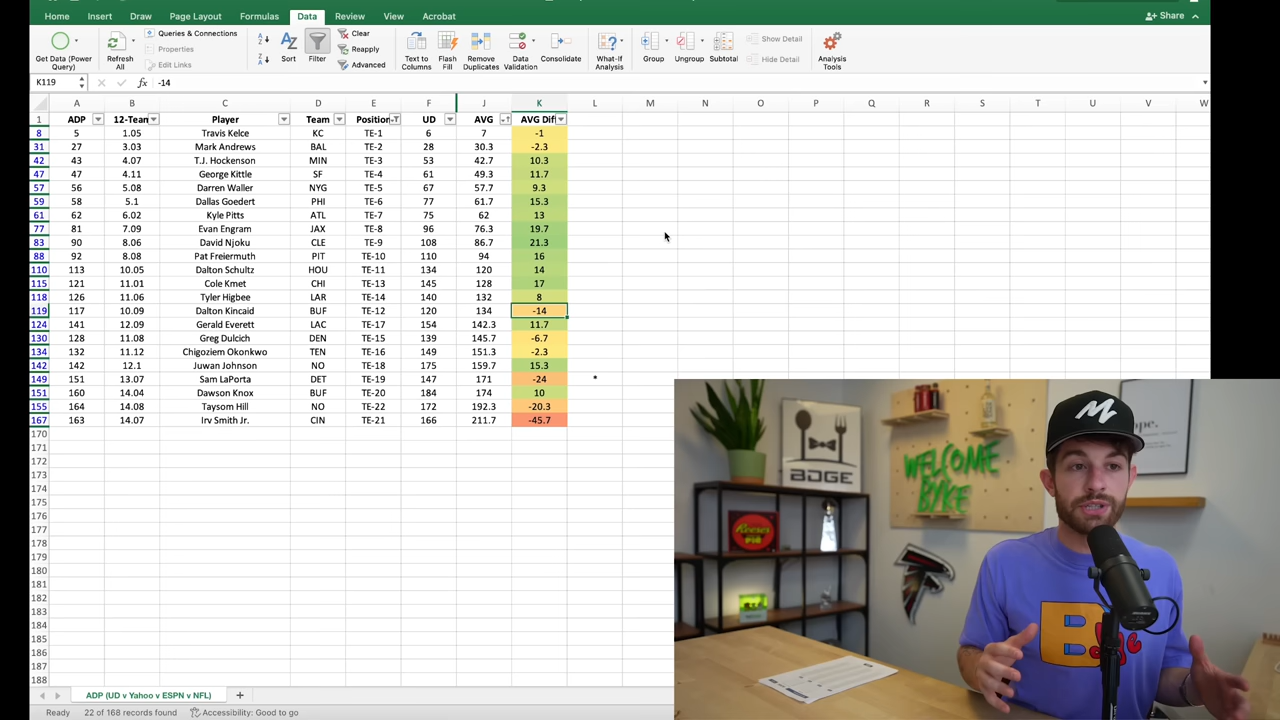 Home Insert Draw Page Layout Formulas Data Review View Acrobat Share
Get Data (Power Query)
Refresh All
Queries & Connections
Properties
Edit Links
Sort
Filter
Clear
Reapply
Advanced
Text to Columns
Flash Fill
Remove Duplicates
Data Validation
Consolidate
What-If Analysis
Group
Ungroup
Subtotal
Show Detail
Hide Detail
Analysis Tools
K119 fx -14
A B C D E F J K L M N O P Q R S T U V W
1 ADP 12-Team Player Team Position UD AVG AVG Diff
8 5 1.05 Travis Kelce KC TE-1 6 7 -1
31 27 3.03 Mark Andrews BAL TE-2 28 30.3 -2.3
42 43 4.07 T.J. Hockenson MIN TE-3 53 42.7 10.3
47 47 4.11 George Kittle SF TE-4 61 49.3 11.7
57 56 5.08 Darren Waller NYG TE-5 67 57.7 9.3
59 58 5.1 Dallas Goedert PHI TE-6 77 61.7 15.3
61 62 6.02 Kyle Pitts ATL TE-7 75 62 13
77 81 7.09 Evan Engram JAX TE-8 96 76.3 19.7
83 90 8.06 David Njoku CLE TE-9 108 86.7 21.3
88 92 8.08 Pat Freiermuth PIT TE-10 110 94 16
110 113 10.05 Dalton Schultz HOU TE-11 134 120 14
115 121 11.01 Cole Kmet CHI TE-13 145 128 17
118 126 11.06 Tyler Higbee LAR TE-14 140 132 8
119 117 10.09 Dalton Kincaid BUF TE-12 120 134 -14
124 141 12.09 Gerald Everett LAC TE-17 154 142.3 11.7
130 128 11.08 Greg Dulcich DEN TE-15 139 145.7 -6.7
134 132 11.12 Chigoziem Okonkwo TEN TE-16 149 151.3 -2.3
142 142 12.1 Juwan Johnson NO TE-18 175 159.7 15.3
149 151 13.07 Sam LaPorta DET TE-19 147 171 -24 *
151 160 14.04 Dawson Knox BUF TE-20 184 174 10
155 164 14.08 Taysom Hill NO TE-22 172 192.3 -20.3
167 163 14.07 Irv Smith Jr. CIN TE-21 166 211.7 -45.7
170
171
172
173
174
175
176
177
178
179
180
181
182
183
184
185
186
187
188
BDGE
WELCOME
BYKE
REESE'S
ADP (UD v Yahoo v ESPN v NFL) +
Ready 22 of 168 records found Accessibility: Good to go